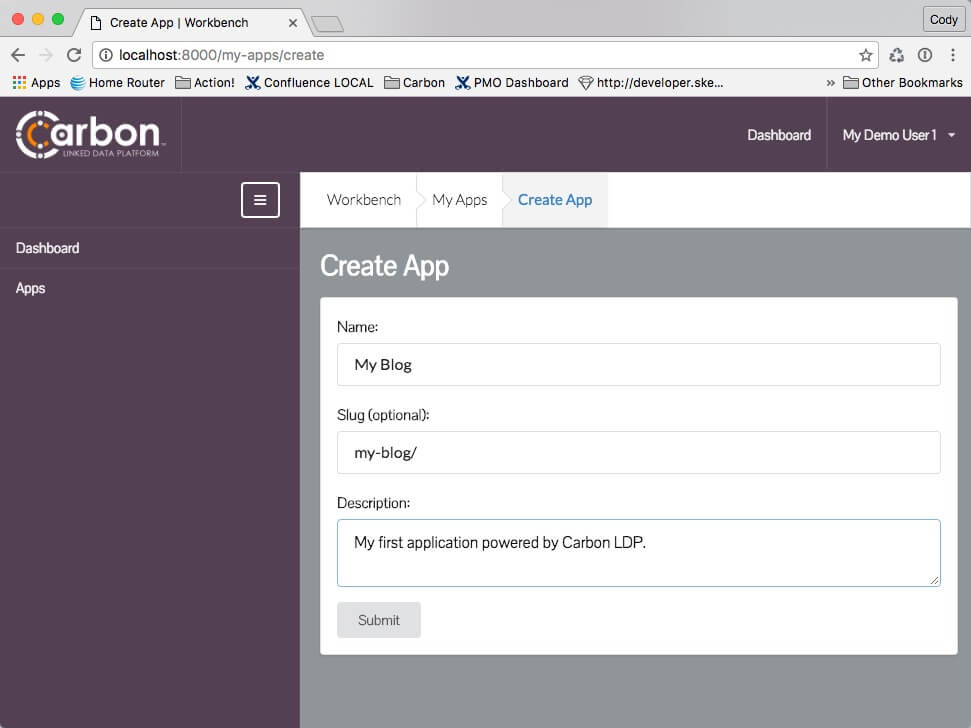 Create App | Workbench
Cody
localhost:8000/my-apps/create
Apps Home Router Action! Confluence LOCAL Carbon PMO Dashboard http://developer.ske... » Other Bookmarks
Carbon
LINKED DATA PLATFORM
Dashboard
My Demo User 1
Workbench My Apps Create App
Dashboard
Apps
Create App
Name:
My Blog
Slug (optional):
my-blog/
Description:
My first application powered by Carbon LDP.
Submit